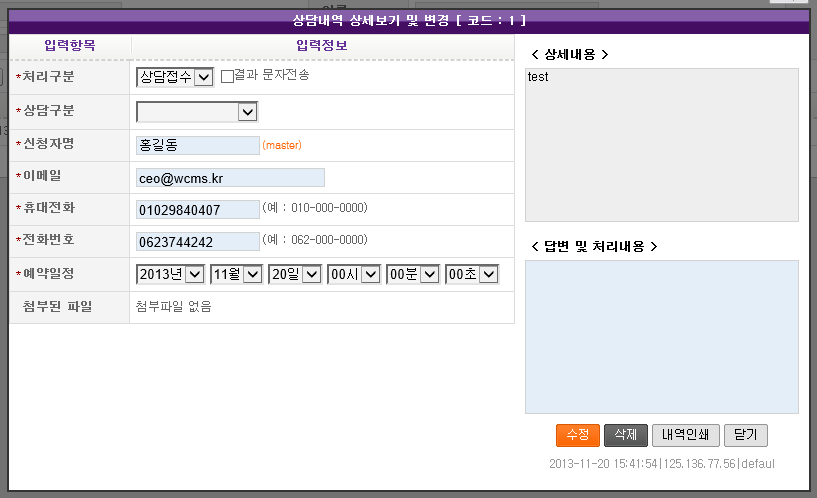 상담내역 상세보기 및 변경 [ 코드 : 1 ]
입력항목 입력정보
*처리구분 상담접수 결과 문자전송
*상담구분
*신청자명 홍길동 (master)
*이메일 ceo@wcms.kr
*휴대전화 01029840407 (예 : 010-000-0000)
*전화번호 0623744242 (예 : 062-000-0000)
*예약일정 2013년 11월 20일 00시 00분 00초
첨부된 파일 첨부파일 없음
< 상세내용 >
test
< 답변 및 처리내용 >
수정 삭제 내역인쇄 닫기
2013-11-20 15:41:54|125.136.77.56|defaul